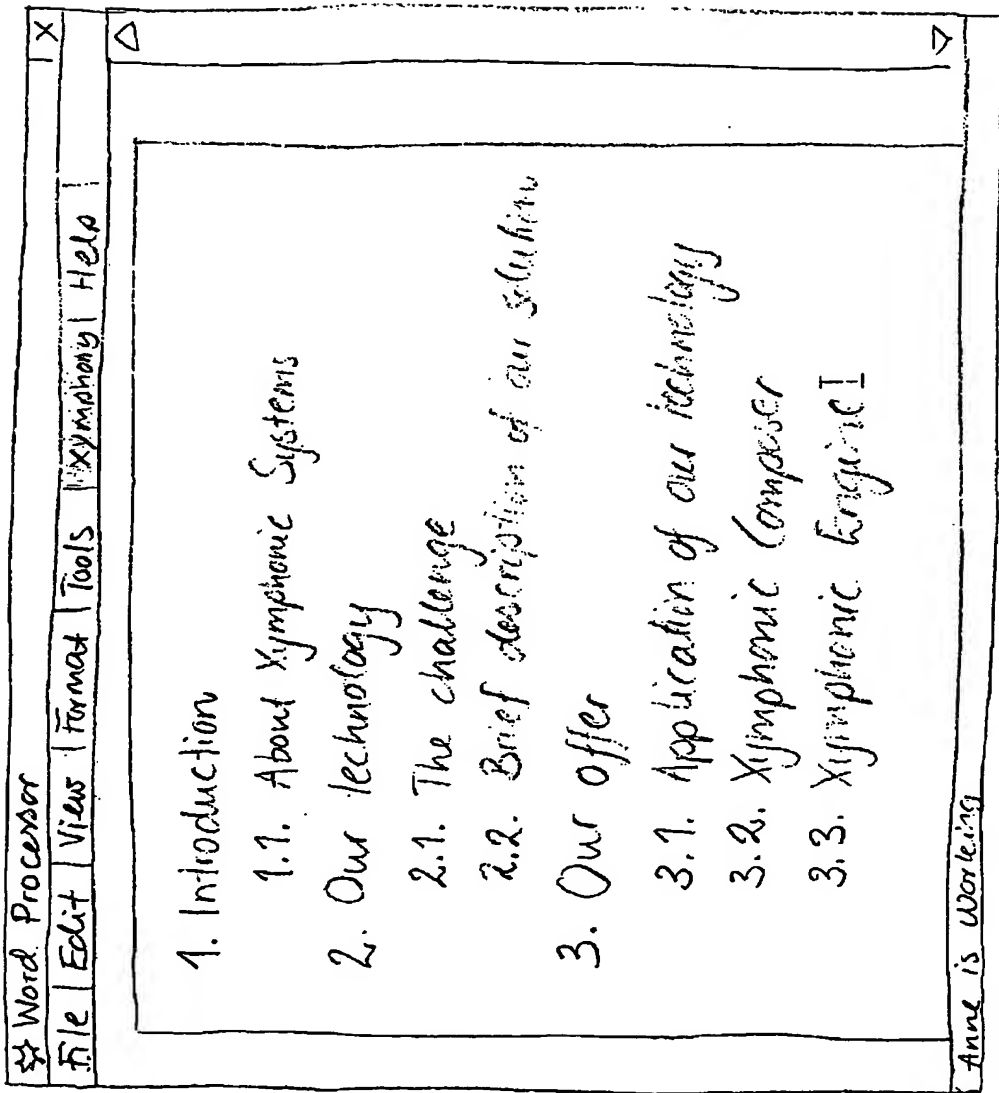 Word Processor X
File | Edit | View | Format | Tools | Xymphony | Help |
1. Introduction
1.1. About Xymphonic Systems
2. Our technology
2.1. The challenge
2.2. Brief description of our solution
3. Our offer
3.1. Application of our technology
3.2. Xymphonic Composer
3.3. Xymphonic Engine
Anne is working